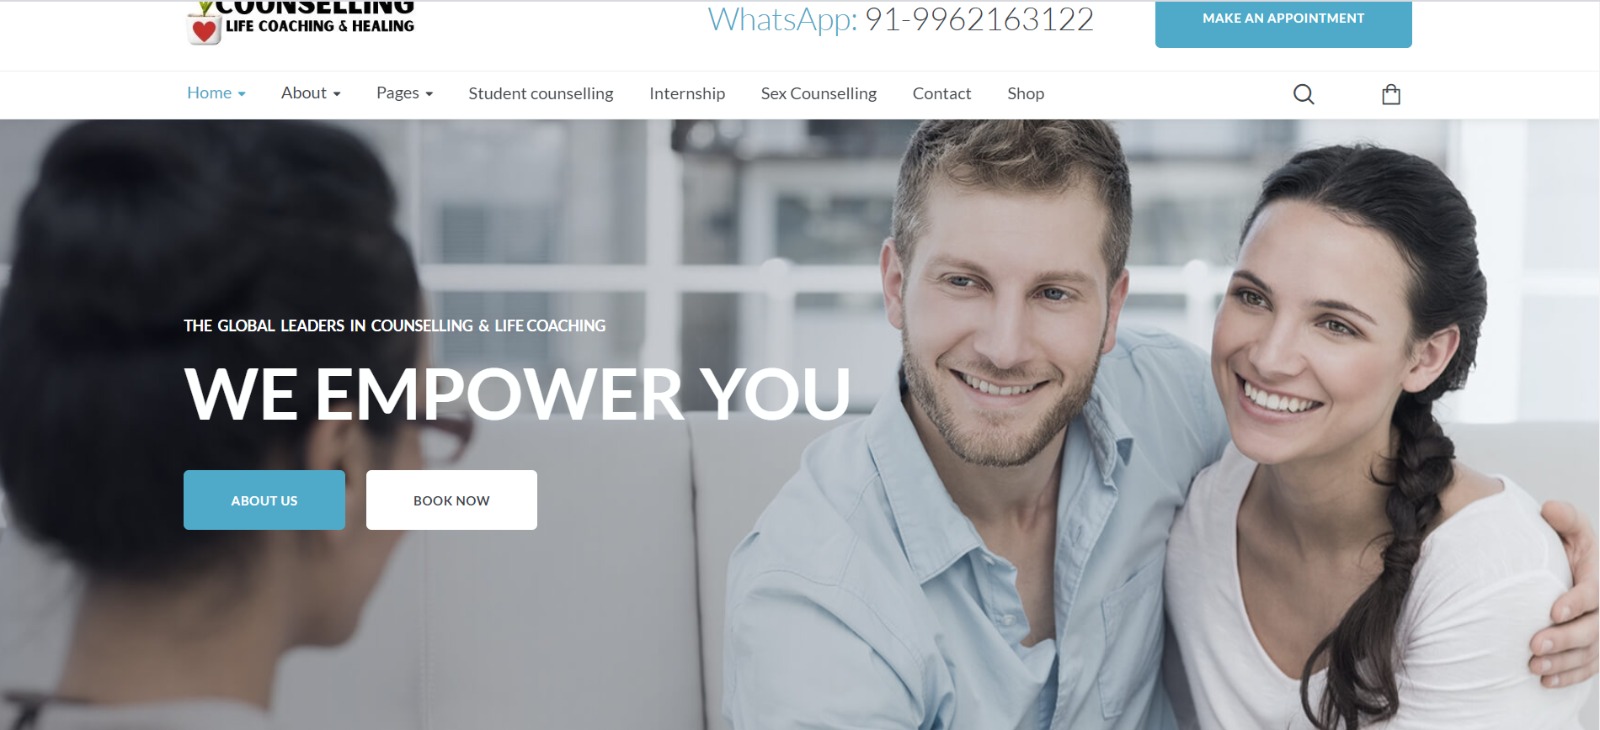 COUNSELLING
LIFE COACHING & HEALING
WhatsApp: 91-9962163122
MAKE AN APPOINTMENT
Home
About
Pages
Student counselling
Internship
Sex Counselling
Contact
Shop
THE GLOBAL LEADERS IN COUNSELLING & LIFE COACHING
WE EMPOWER YOU
ABOUT US
BOOK NOW